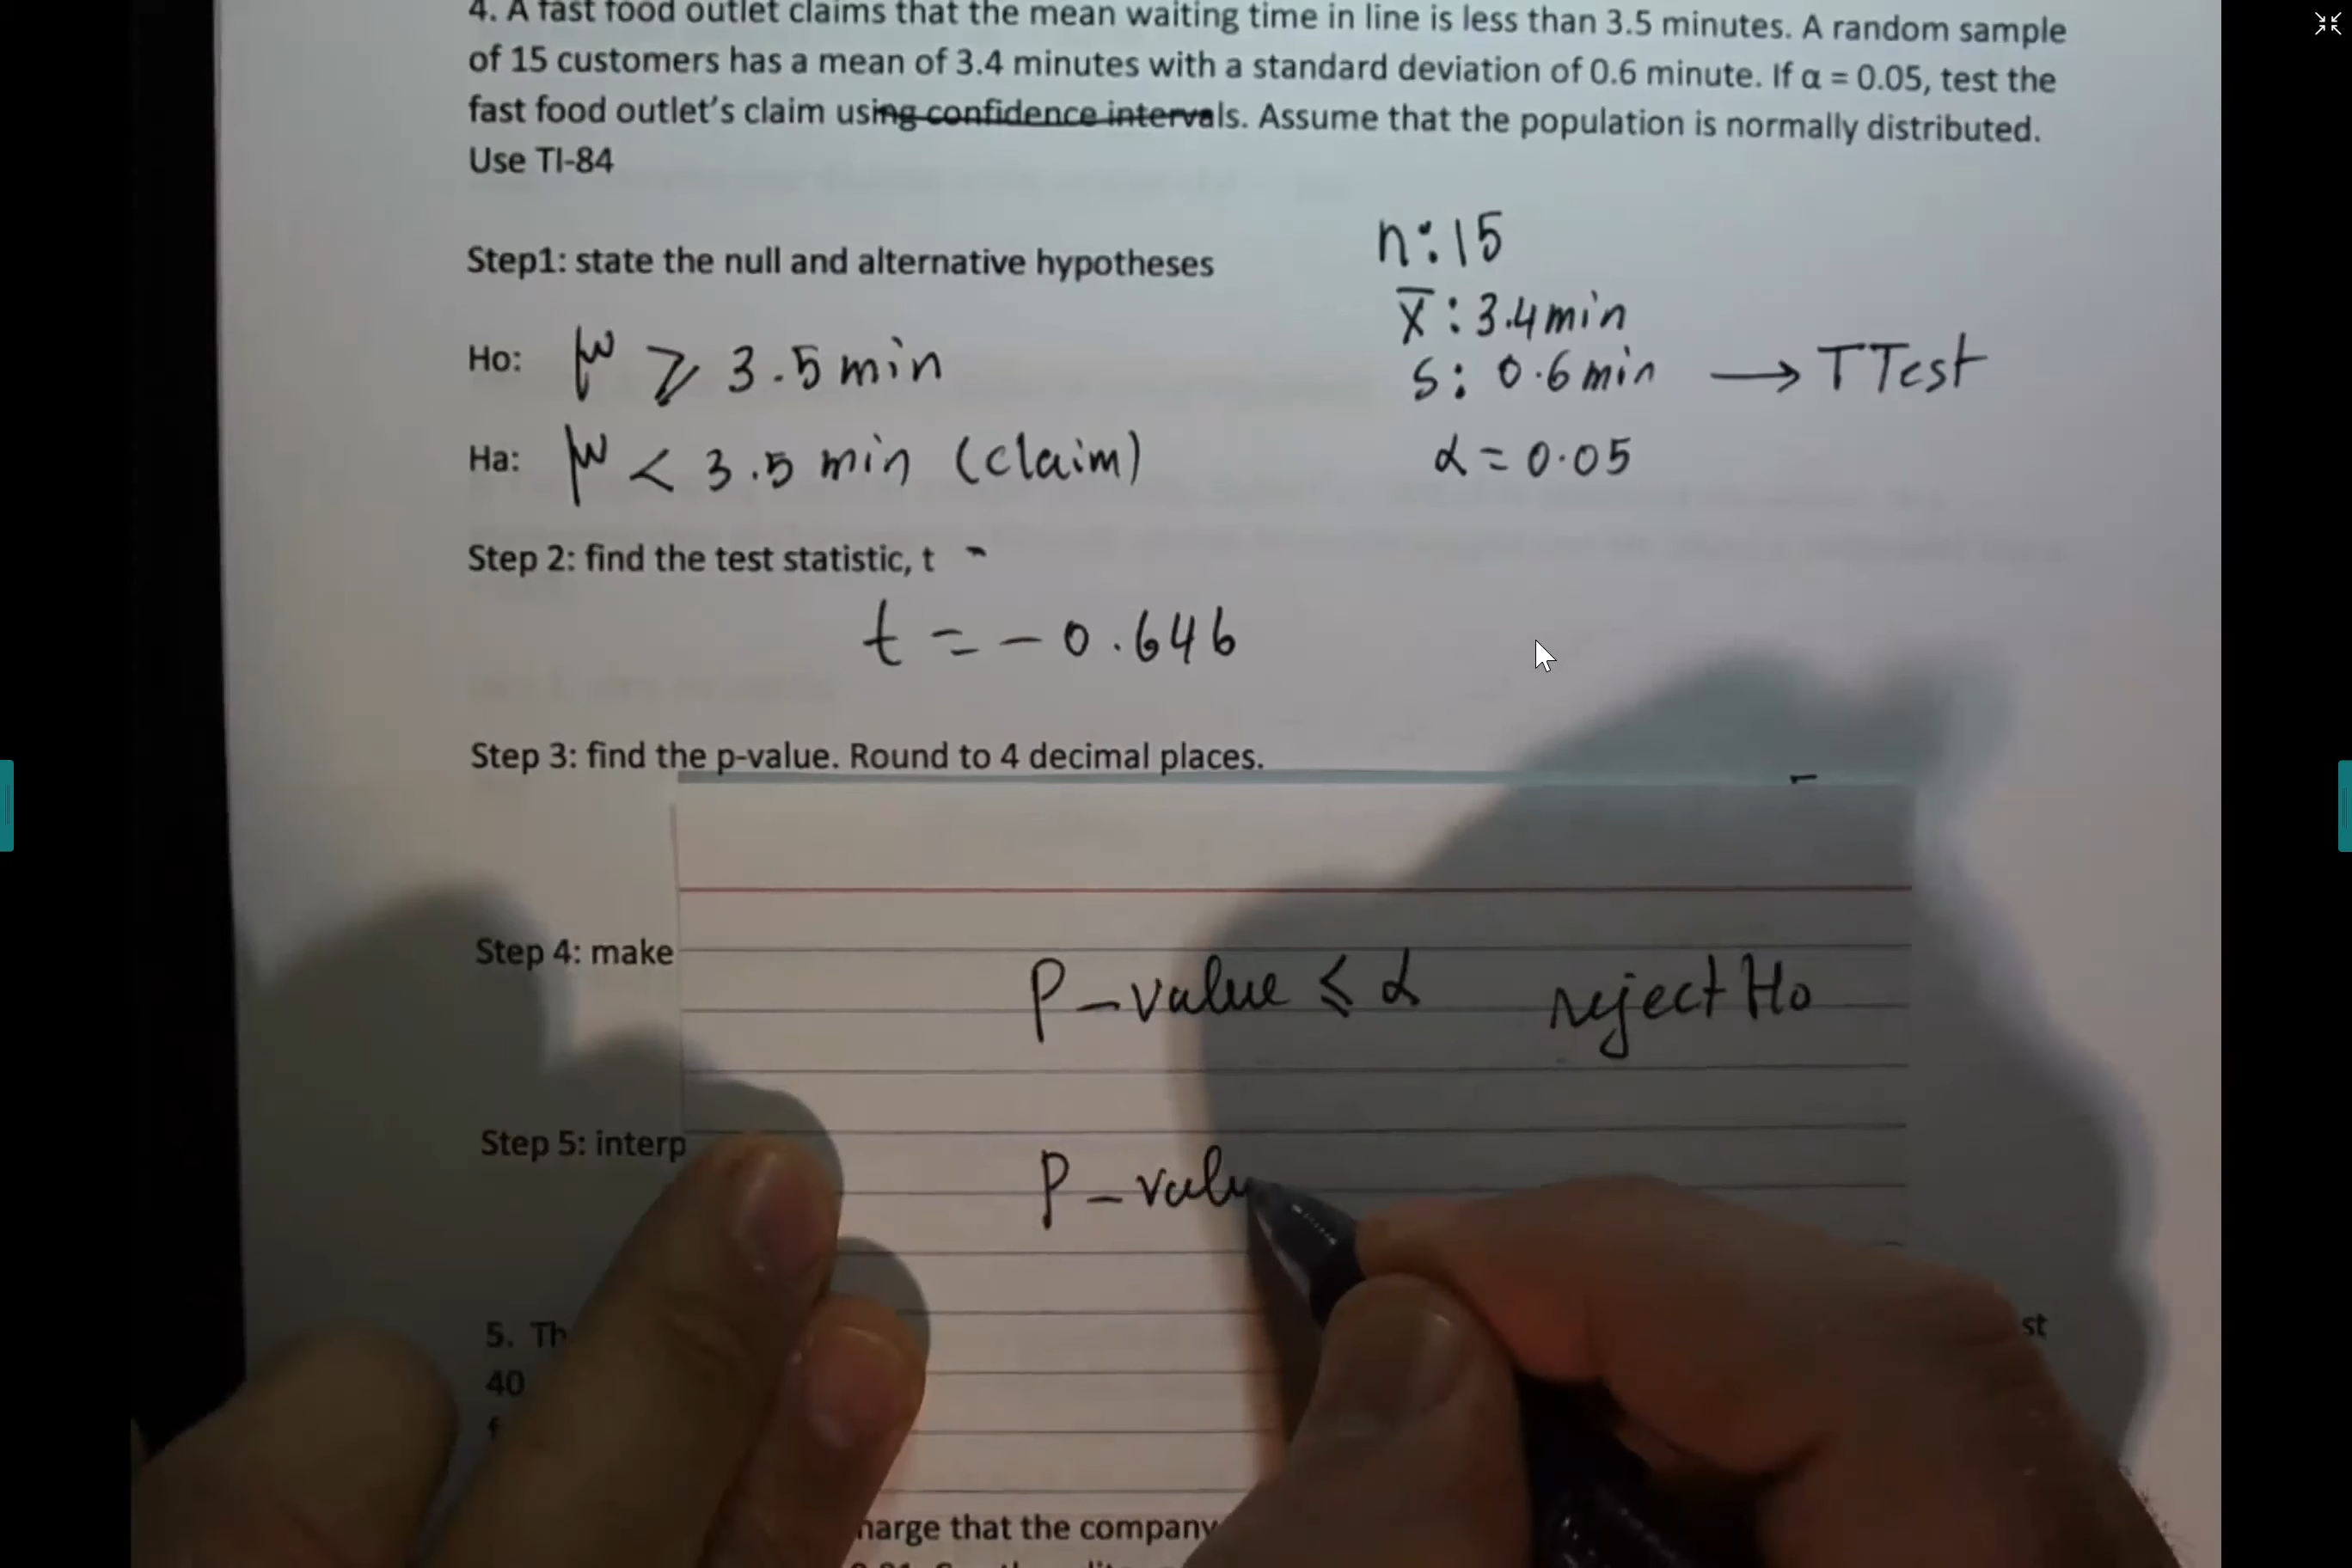 4. A fast food outlet claims that the mean waiting time in line is less than 3.5 minutes. A random sample
of 15 customers has a mean of 3.4 minutes with a standard deviation of 0.6 minute. If α = 0.05, test the
fast food outlet's claim using confidence intervals. Assume that the population is normally distributed.
Use TI-84
n:15
Step1: state the null and alternative hypotheses
x̄: 3.4 min
Ho: μ ⩾ 3.5 min
s: 0.6 min → T Test
Ha: μ < 3.5 min (claim)
α = 0.05
Step 2: find the test statistic, t
t = - 0.646
Step 3: find the p-value. Round to 4 decimal places.
Step 4: make
P-value ⩽ α reject Ho
Step 5: interp
P-valu
5. Th
st
40
f
harge that the company